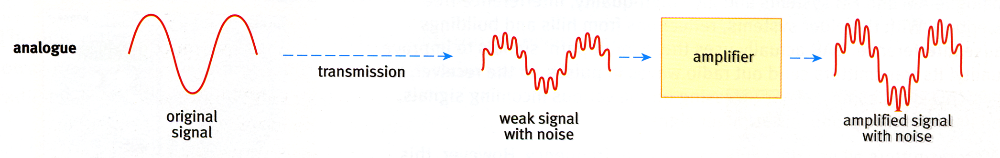 analogue
original
signal
transmission
weak signal
with noise
amplifier
amplified signal
with noise